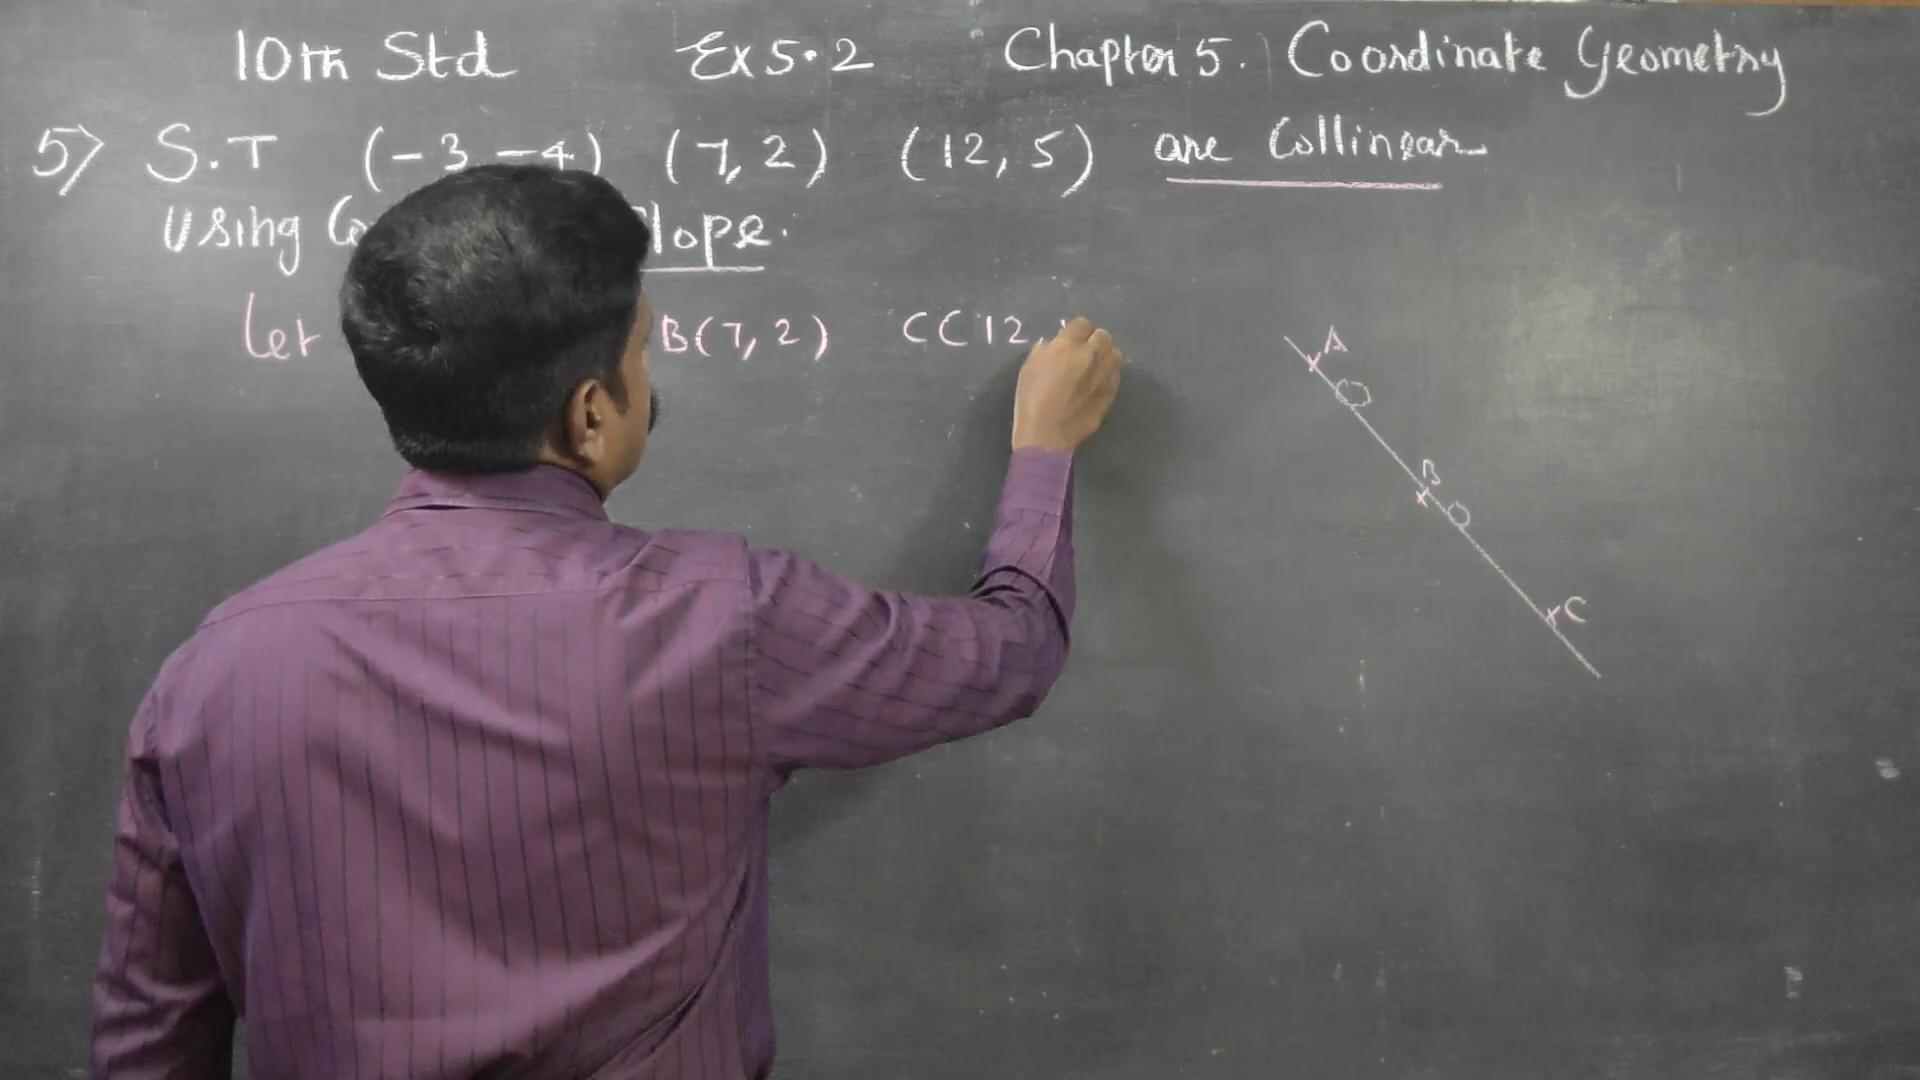 10th Std Ex 5.2 Chapter 5. Coordinate Geometry
5) S.T (-3 -4) (7, 2) (12, 5) are Collinear
Using lope.
Let B(7, 2) C(12,
A
B
C